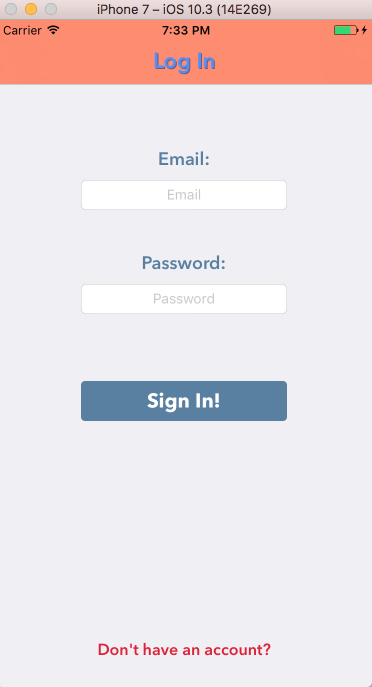 iPhone 7 – iOS 10.3 (14E269)
Carrier 7:33 PM
Log In
Email:
Email
Password:
Password
Sign In!
Don't have an account?